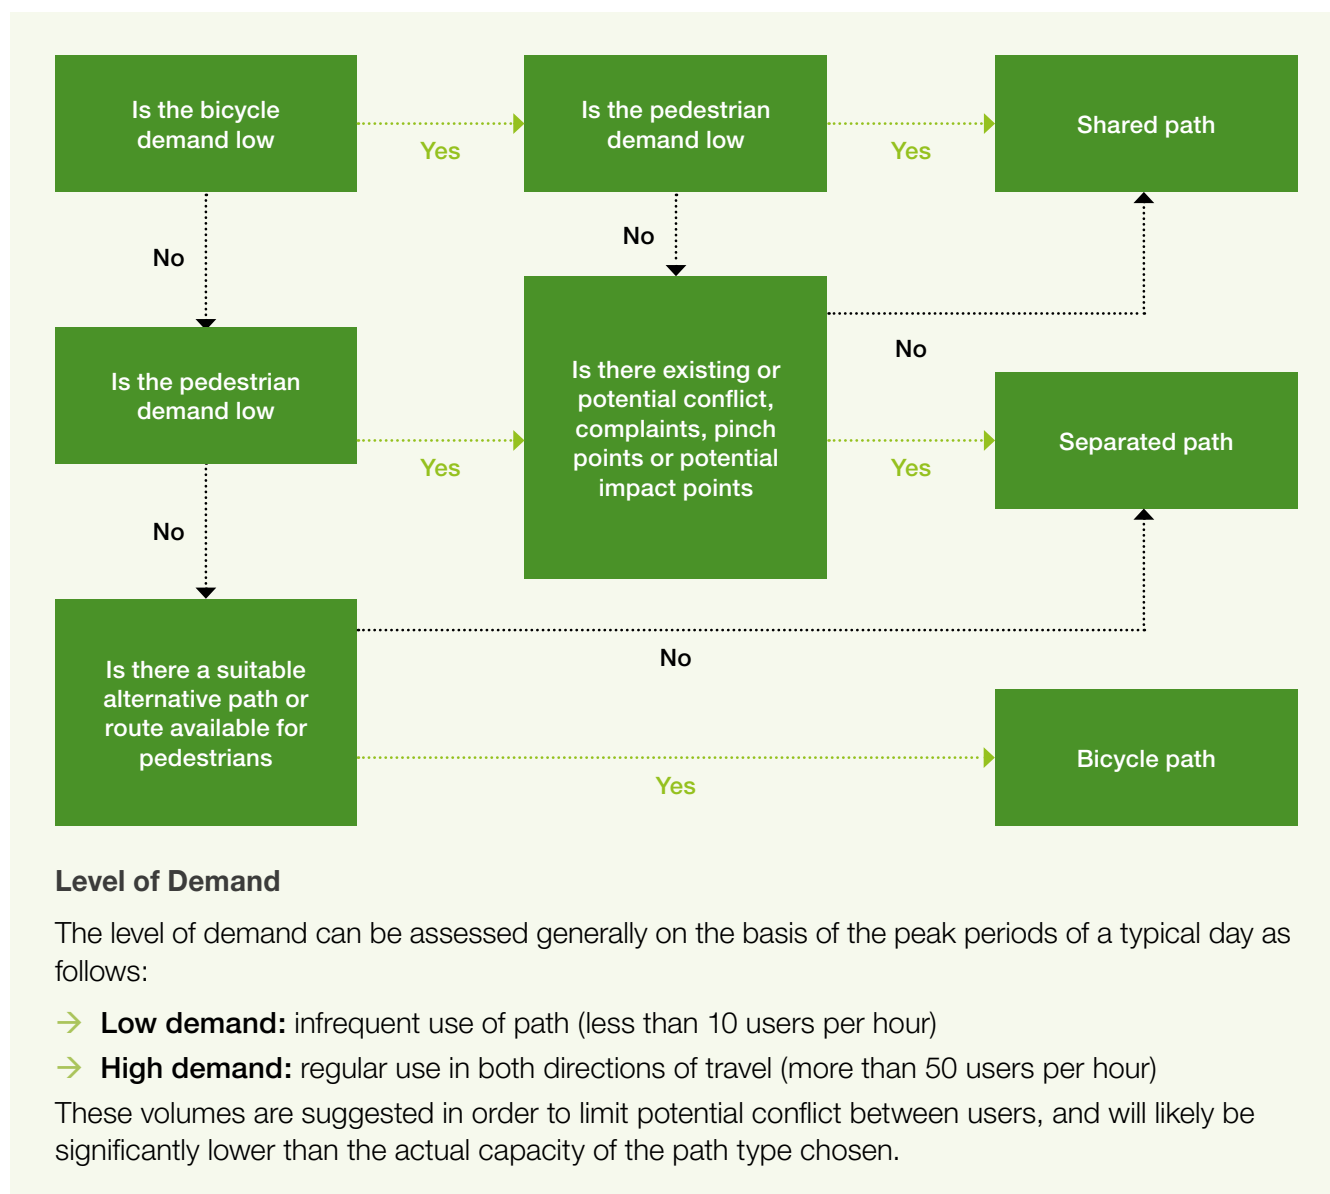 Is the bicycle
demand low
Yes
Is the pedestrian
demand low
Yes
Shared path
No
No
Is the pedestrian
demand low
Yes
Is there existing or
potential conflict,
complaints, pinch
points or potential
impact points
No
Yes
Separated path
No
Is there a suitable
alternative path or
route available for
pedestrians
No
Yes
Bicycle path
Level of Demand
The level of demand can be assessed generally on the basis of the peak periods of a typical day as
follows:
→ Low demand: infrequent use of path (less than 10 users per hour)
→ High demand: regular use in both directions of travel (more than 50 users per hour)
These volumes are suggested in order to limit potential conflict between users, and will likely be
significantly lower than the actual capacity of the path type chosen.